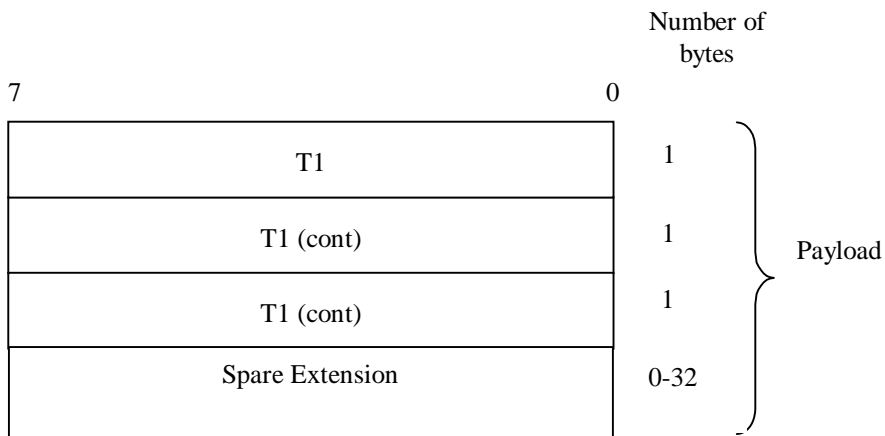 Number of
bytes
7 0
T1 1
T1 (cont) 1
Payload
T1 (cont) 1
Spare Extension 0-32